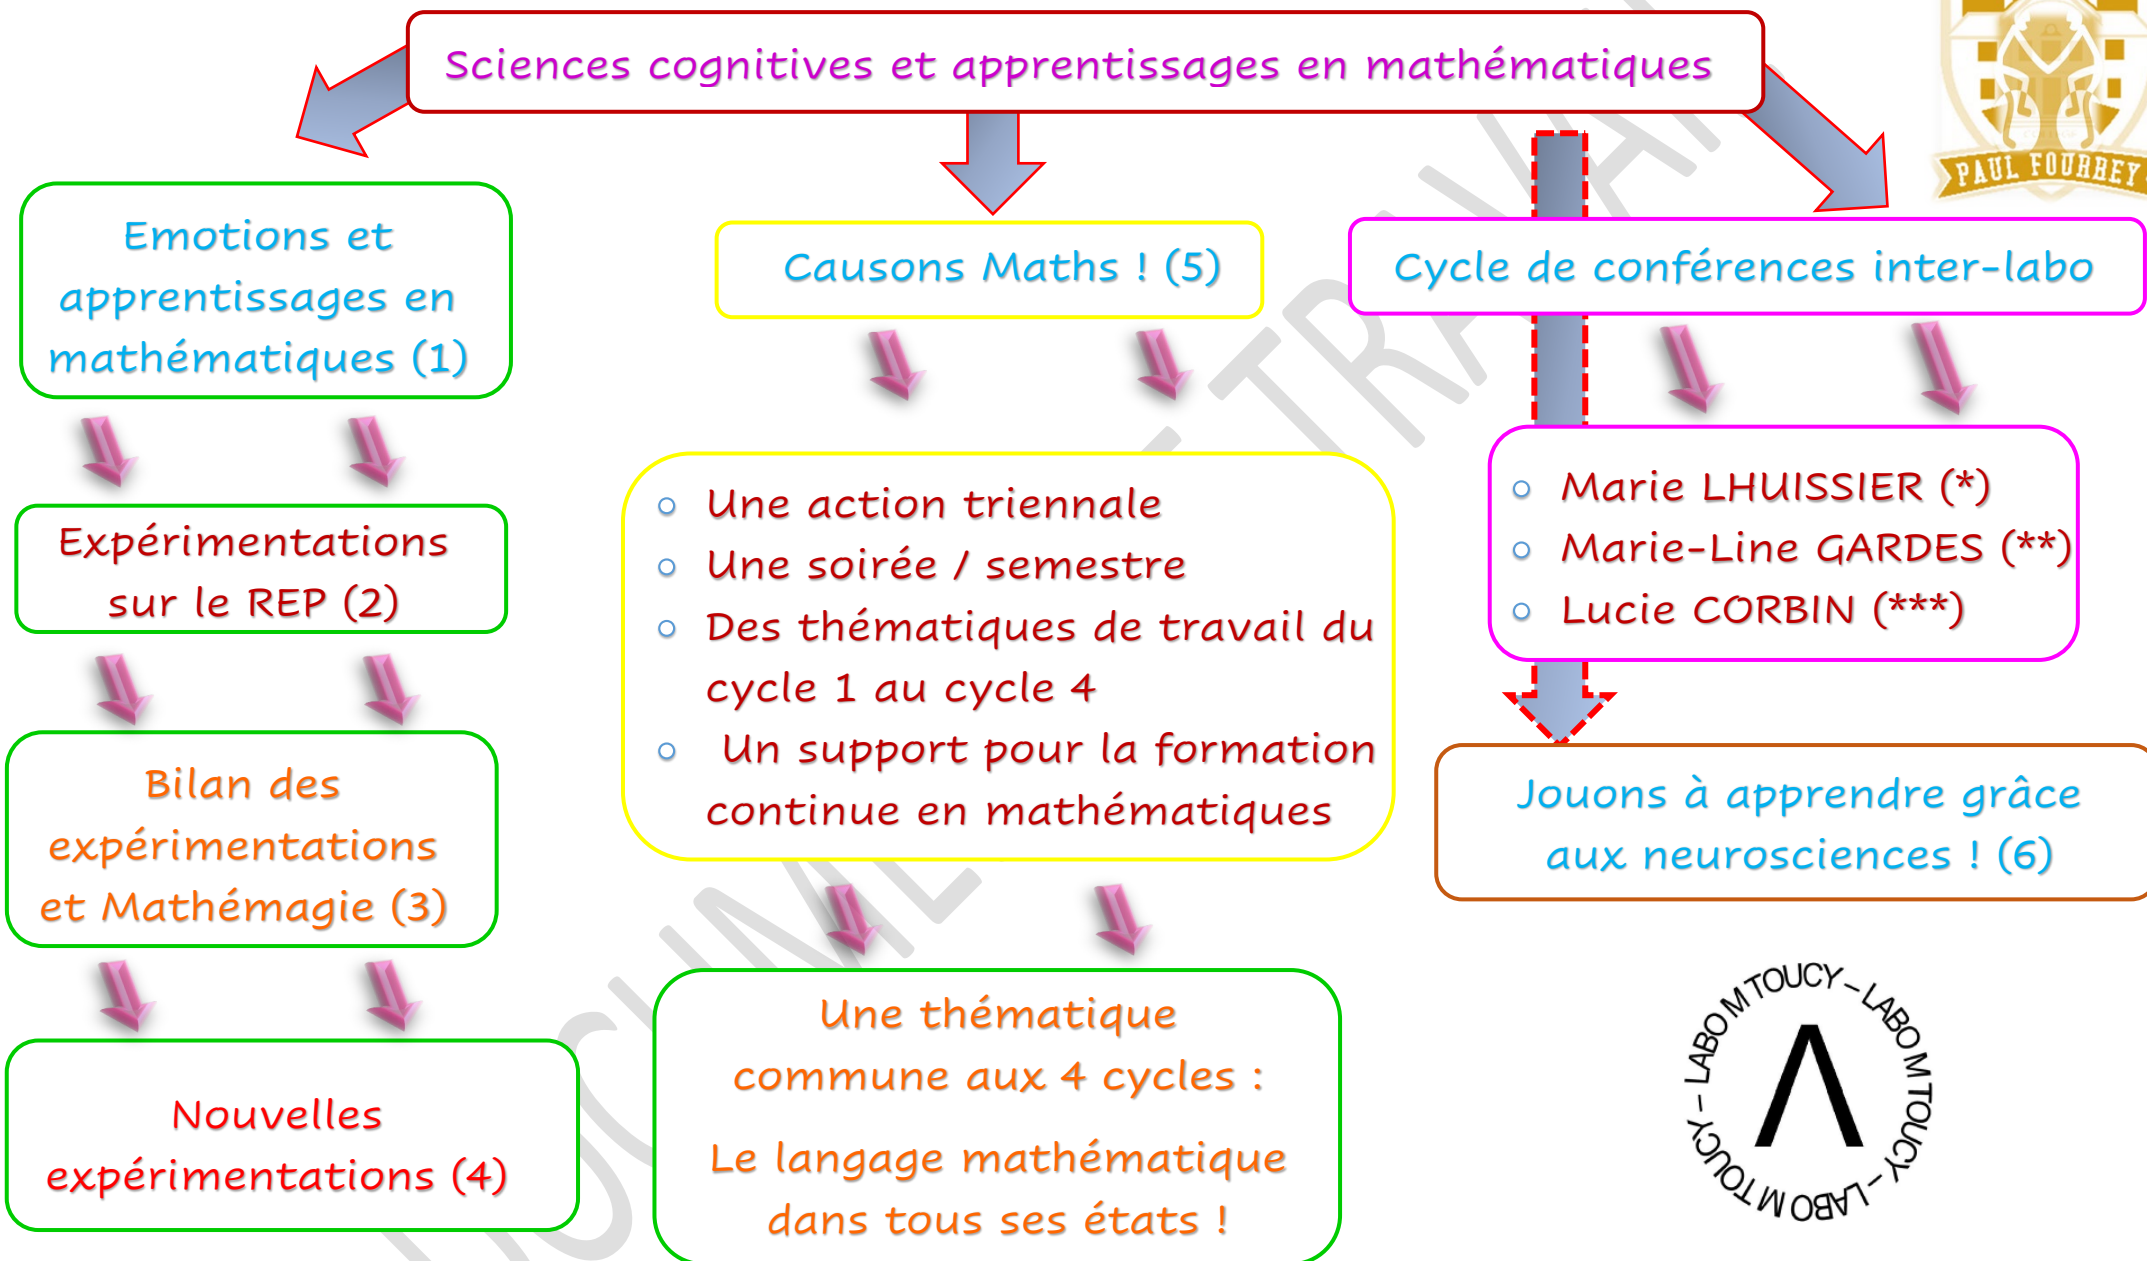 Sciences cognitives et apprentissages en mathématiques
PAUL FOURREY
Emotions et
apprentissages en
mathématiques (1)
Expérimentations
sur le REP (2)
Bilan des
expérimentations
et Mathémagie (3)
Nouvelles
expérimentations (4)
Causons Maths ! (5)
○ Une action triennale
○ Une soirée / semestre
○ Des thématiques de travail du
cycle 1 au cycle 4
○ Un support pour la formation
continue en mathématiques
Une thématique
commune aux 4 cycles :
Le langage mathématique
dans tous ses états !
Cycle de conférences inter-labo
○ Marie LHUISSIER (*)
○ Marie-Line GARDES (**)
○ Lucie CORBIN (***)
Jouons à apprendre grâce
aux neurosciences ! (6)
LABO M TOUCY – LABO M TOUCY – LABO M TOUCY –
Λ